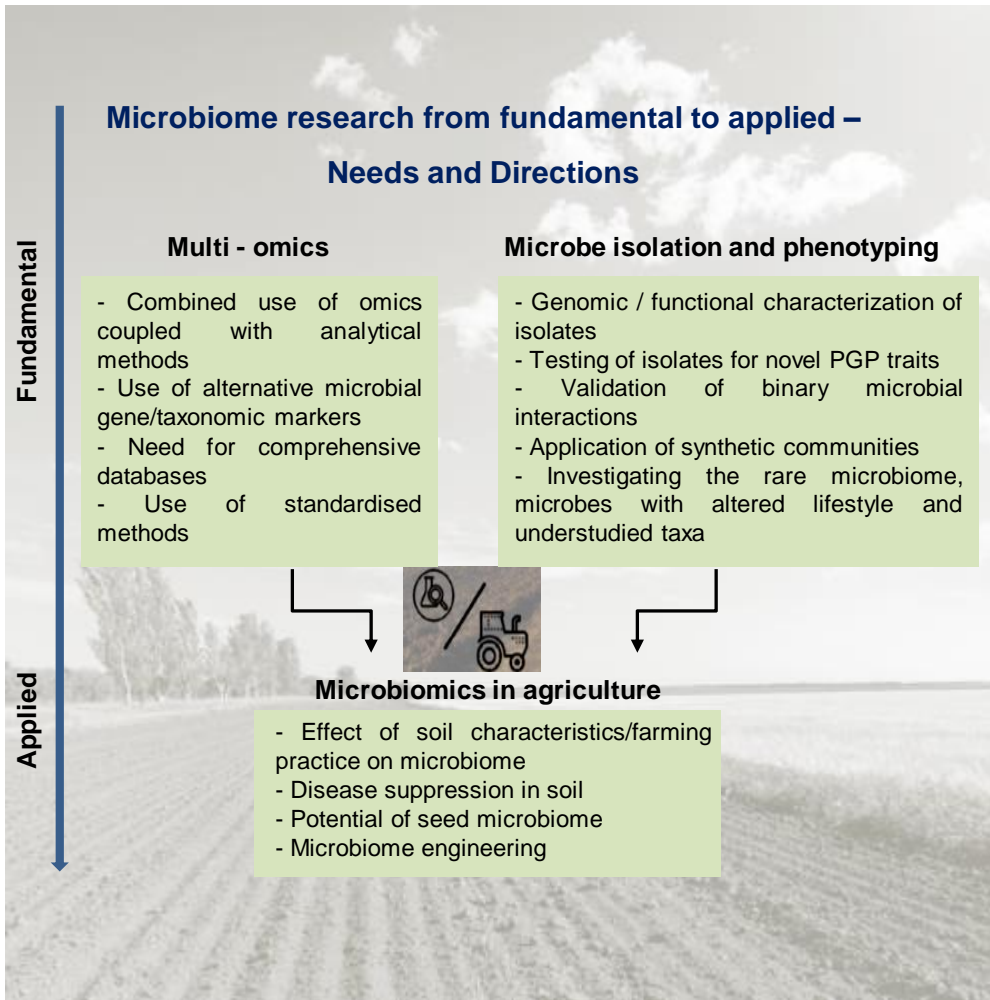 Microbiome research from fundamental to applied –
Needs and Directions
Fundamental
Multi - omics
- Combined use of omics
coupled with analytical
methods
- Use of alternative microbial
gene/taxonomic markers
- Need for comprehensive
databases
- Use of standardised
methods
Microbe isolation and phenotyping
- Genomic / functional characterization of
isolates
- Testing of isolates for novel PGP traits
- Validation of binary microbial
interactions
- Application of synthetic communities
- Investigating the rare microbiome,
microbes with altered lifestyle and
understudied taxa
Applied
Microbiomics in agriculture
- Effect of soil characteristics/farming
practice on microbiome
- Disease suppression in soil
- Potential of seed microbiome
- Microbiome engineering